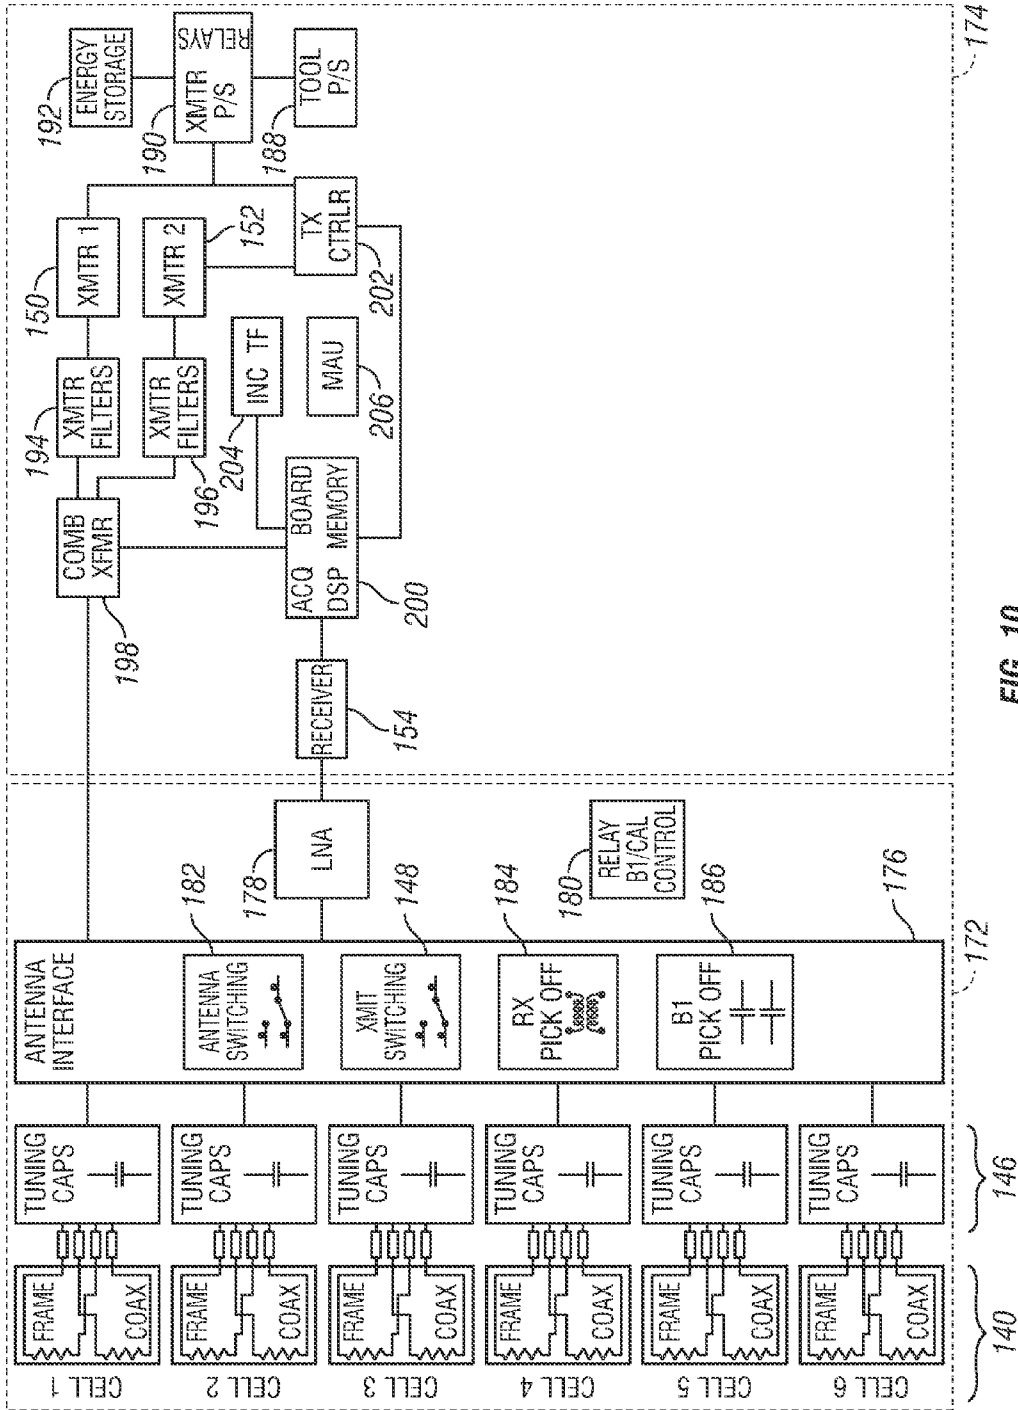 CELL 1
FRAME
COAX
CELL 2
FRAME
COAX
CELL 3
FRAME
COAX
CELL 4
FRAME
COAX
CELL 5
FRAME
COAX
CELL 6
FRAME
COAX
140
TUNING
CAPS
TUNING
CAPS
TUNING
CAPS
TUNING
CAPS
TUNING
CAPS
TUNING
CAPS
146
ANTENNA
INTERFACE
ANTENNA
SWITCHING
182
XMIT
SWITCHING
148
RX
PICK OFF
184
B1
PICK OFF
186
176
172
LNA
178
RELAY
B1/CAL
CONTROL
180
RECEIVER
154
COMB
XFMR
198
ACQ BOARD
DSP MEMORY
200
XMTR
FILTERS
194
XMTR
FILTERS
196
INC TF
204
MAU
206
XMTR 1
150
XMTR 2
152
TX
CTRLR
202
ENERGY
STORAGE
192
RELAYS
XMTR
P/S
190
TOOL
P/S
188
174
FIG. 10